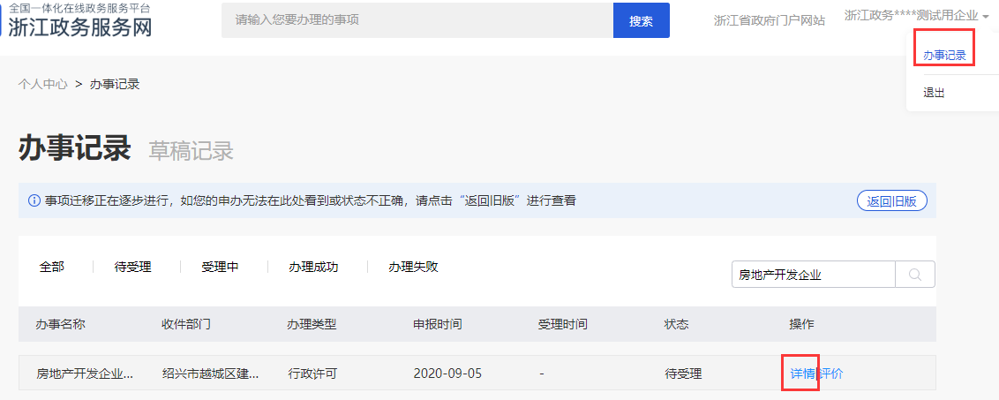 全国一体化在线政务服务平台
浙江政务服务网
请输入您要办理的事项
搜索
浙江省政府门户网站
浙江政务****测试用企业
办事记录
退出
个人中心 > 办事记录
办事记录 草稿记录
事项迁移正在逐步进行，如您的申办无法在此处看到或状态不正确，请点击“返回旧版”进行查看
返回旧版
全部 待受理 受理中 办理成功 办理失败
房地产开发企业
办事名称 收件部门 办理类型 申报时间 受理时间 状态 操作
房地产开发企业... 绍兴市越城区建... 行政许可 2020-09-05 - 待受理 详情|评价